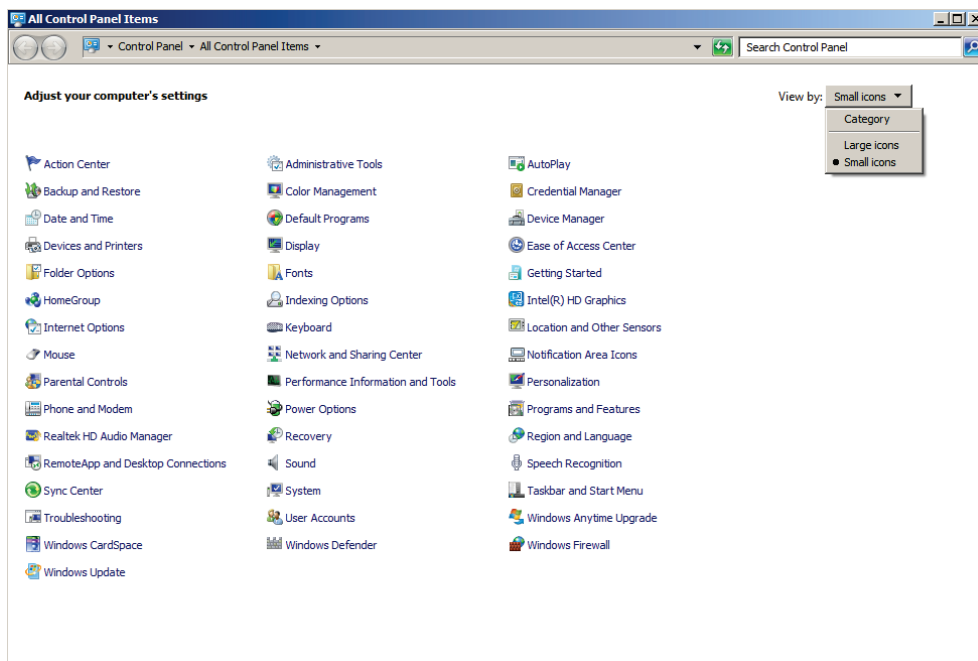 All Control Panel Items
Control Panel All Control Panel Items Search Control Panel
Adjust your computer's settings View by: Small icons
Category
Large icons
Small icons
Action Center Administrative Tools AutoPlay
Backup and Restore Color Management Credential Manager
Date and Time Default Programs Device Manager
Devices and Printers Display Ease of Access Center
Folder Options Fonts Getting Started
HomeGroup Indexing Options Intel(R) HD Graphics
Internet Options Keyboard Location and Other Sensors
Mouse Network and Sharing Center Notification Area Icons
Parental Controls Performance Information and Tools Personalization
Phone and Modem Power Options Programs and Features
Realtek HD Audio Manager Recovery Region and Language
RemoteApp and Desktop Connections Sound Speech Recognition
Sync Center System Taskbar and Start Menu
Troubleshooting User Accounts Windows Anytime Upgrade
Windows CardSpace Windows Defender Windows Firewall
Windows Update